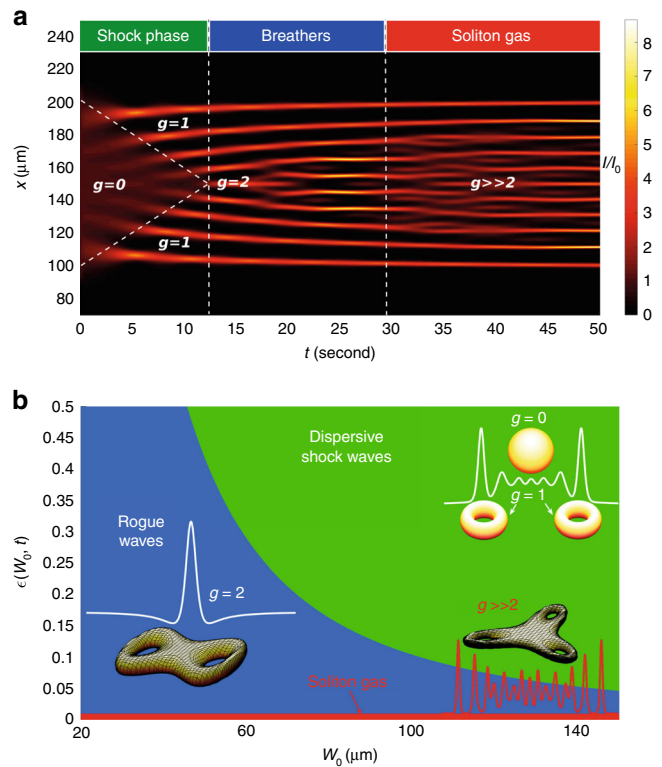 a
Shock phase Breathers Soliton gas
240
220
200
180
160
140
120
100
80
x (μm)
g=1
g=0
g=2
g>>2
g=1
0 5 10 15 20 25 30 35 40 45 50
t (second)
I/I0
8
7
6
5
4
3
2
1
0
b
0.5
0.45
0.4
0.35
0.3
0.25
0.2
0.15
0.1
0.05
0
ϵ(W0, t)
Dispersive
shock waves
g = 0
g = 1
Rogue
waves
g = 2
g >>2
Soliton gas
20 60 100 140
W0 (μm)